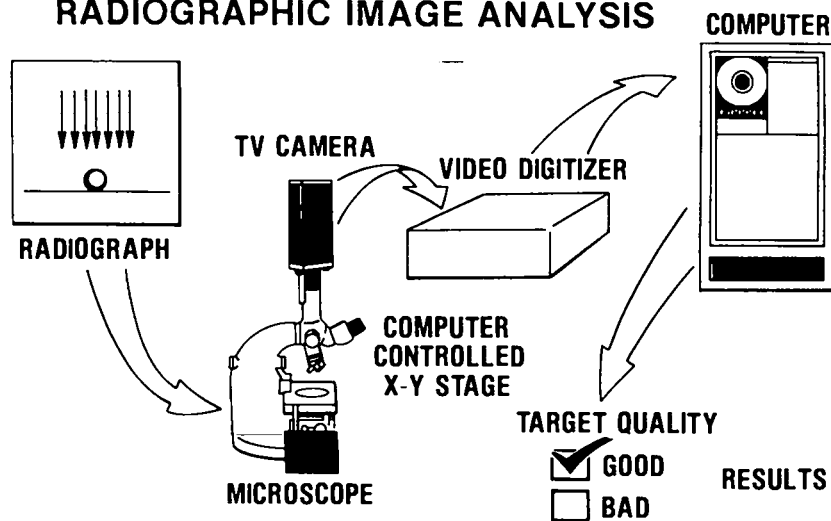 RADIOGRAPHIC IMAGE ANALYSIS
COMPUTER
TV CAMERA
VIDEO DIGITIZER
RADIOGRAPH
COMPUTER
CONTROLLED
X-Y STAGE
MICROSCOPE
TARGET QUALITY
GOOD
BAD
RESULTS